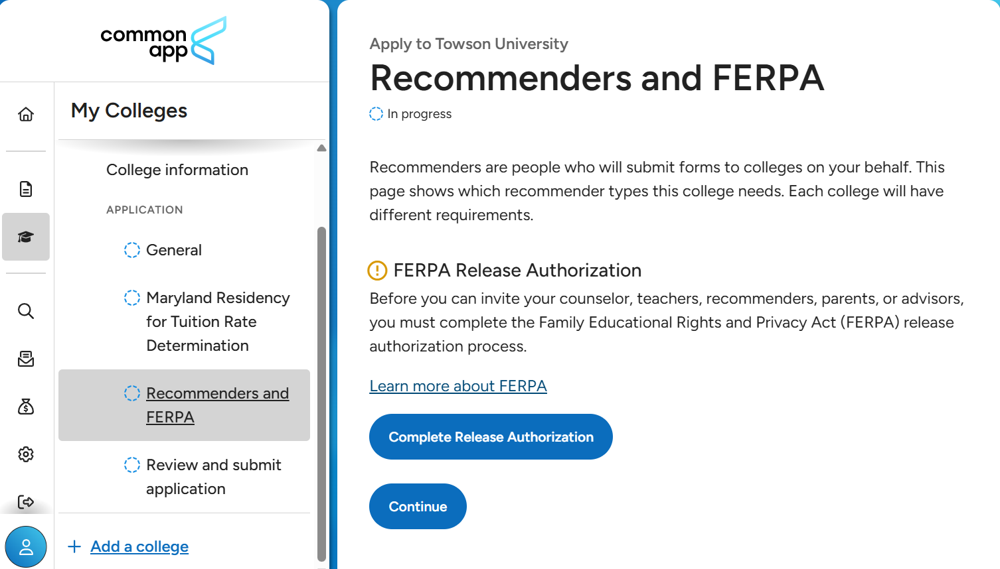 common
app
My Colleges
College information
APPLICATION
General
Maryland Residency
for Tuition Rate
Determination
Recommenders and
FERPA
Review and submit
application
Add a college
Apply to Towson University
Recommenders and FERPA
In progress
Recommenders are people who will submit forms to colleges on your behalf. This
page shows which recommender types this college needs. Each college will have
different requirements.
FERPA Release Authorization
Before you can invite your counselor, teachers, recommenders, parents, or advisors,
you must complete the Family Educational Rights and Privacy Act (FERPA) release
authorization process.
Learn more about FERPA
Complete Release Authorization
Continue